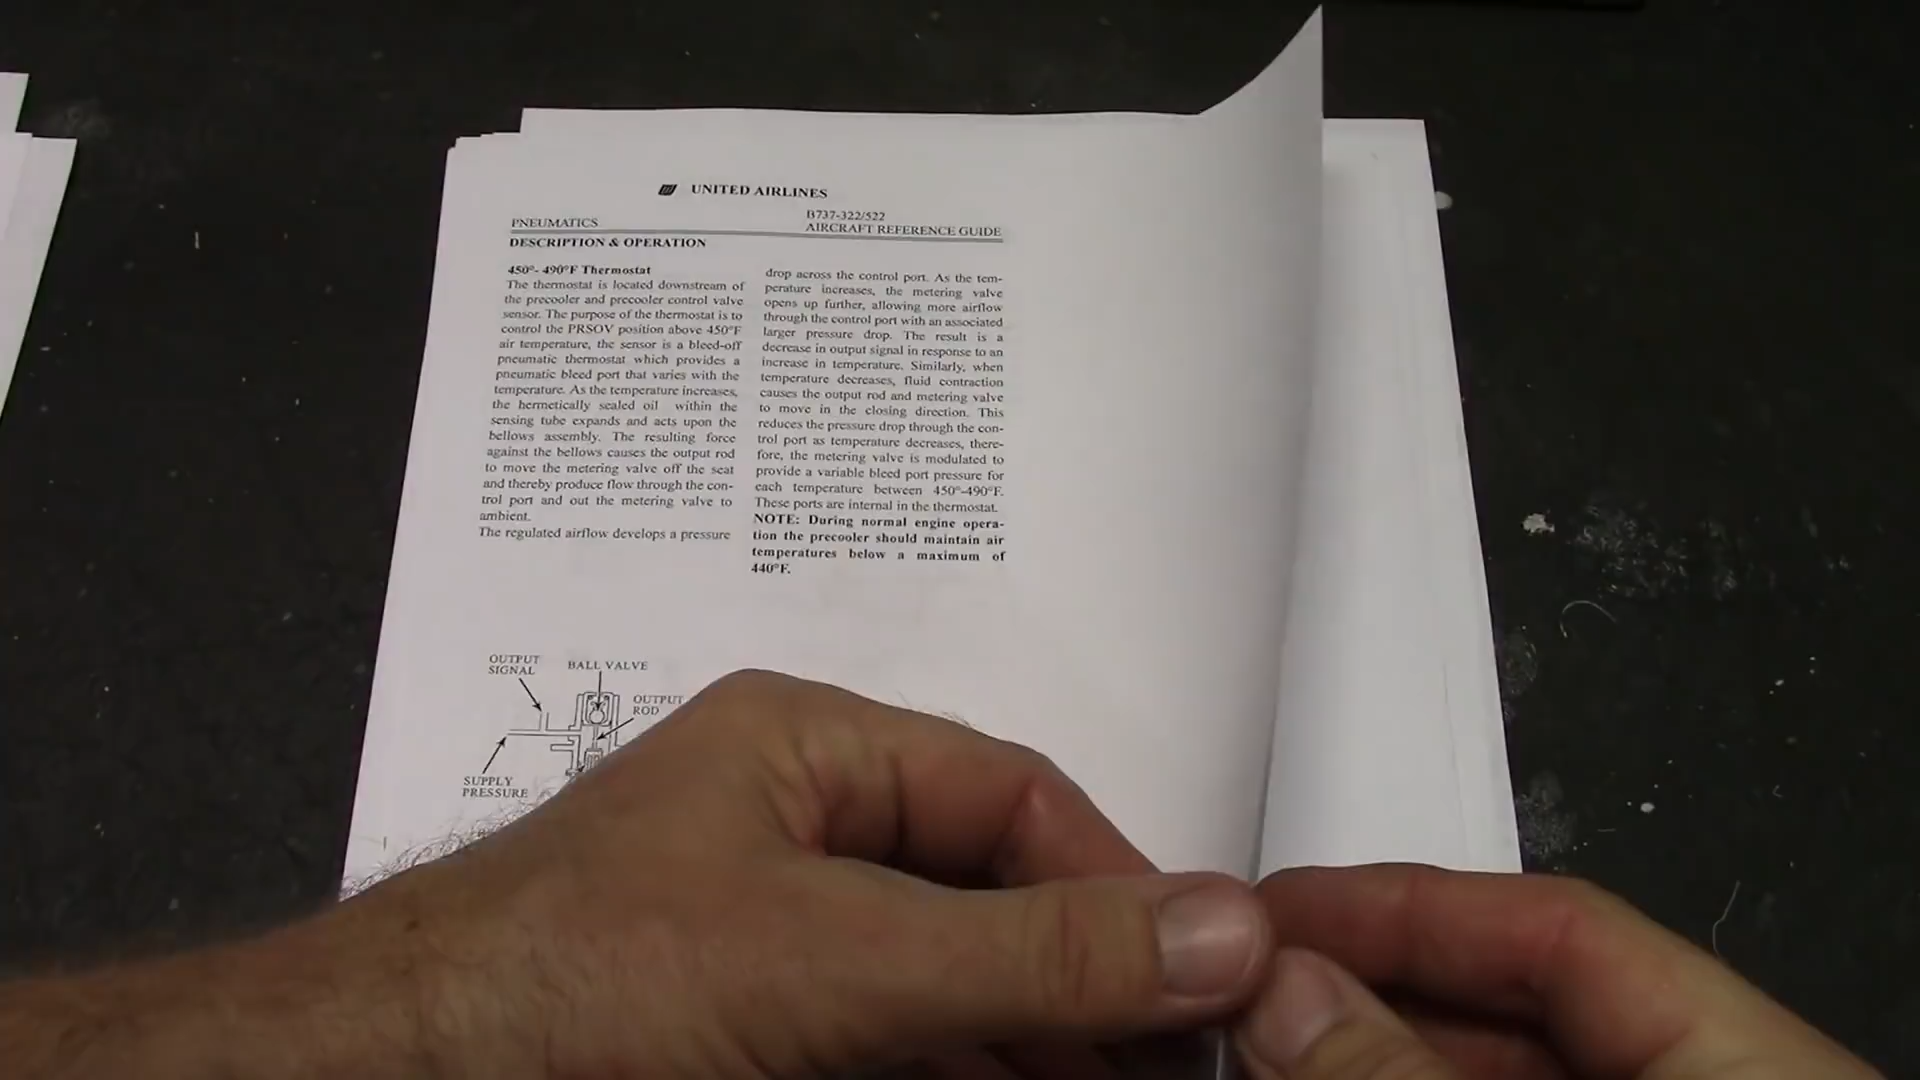 UNITED AIRLINES
PNEUMATICS
B737-322/522
AIRCRAFT REFERENCE GUIDE
DESCRIPTION & OPERATION
450°- 490°F Thermostat
The thermostat is located downstream of
the precooler and precooler control valve
sensor. The purpose of the thermostat is to
control the PRSOV position above 450°F
air temperature, the sensor is a bleed-off
pneumatic thermostat which provides a
pneumatic bleed port that varies with the
temperature. As the temperature increases,
the hermetically sealed oil within the
sensing tube expands and acts upon the
bellows assembly. The resulting force
against the bellows causes the output rod
to move the metering valve off the seat
and thereby produce flow through the con-
trol port and out the metering valve to
ambient.
The regulated airflow develops a pressure
drop across the control port. As the tem-
perature increases, the metering valve
opens up further, allowing more airflow
through the control port with an associated
larger pressure drop. The result is a
decrease in output signal in response to an
increase in temperature. Similarly, when
temperature decreases, fluid contraction
causes the output rod and metering valve
to move in the closing direction. This
reduces the pressure drop through the con-
trol port as temperature decreases, there-
fore, the metering valve is modulated to
provide a variable bleed port pressure for
each temperature between 450°-490°F.
These ports are internal in the thermostat.
NOTE: During normal engine opera-
tion the precooler should maintain air
temperatures below a maximum of
440°F.
OUTPUT
SIGNAL
BALL VALVE
OUTPUT
ROD
SUPPLY
PRESSURE